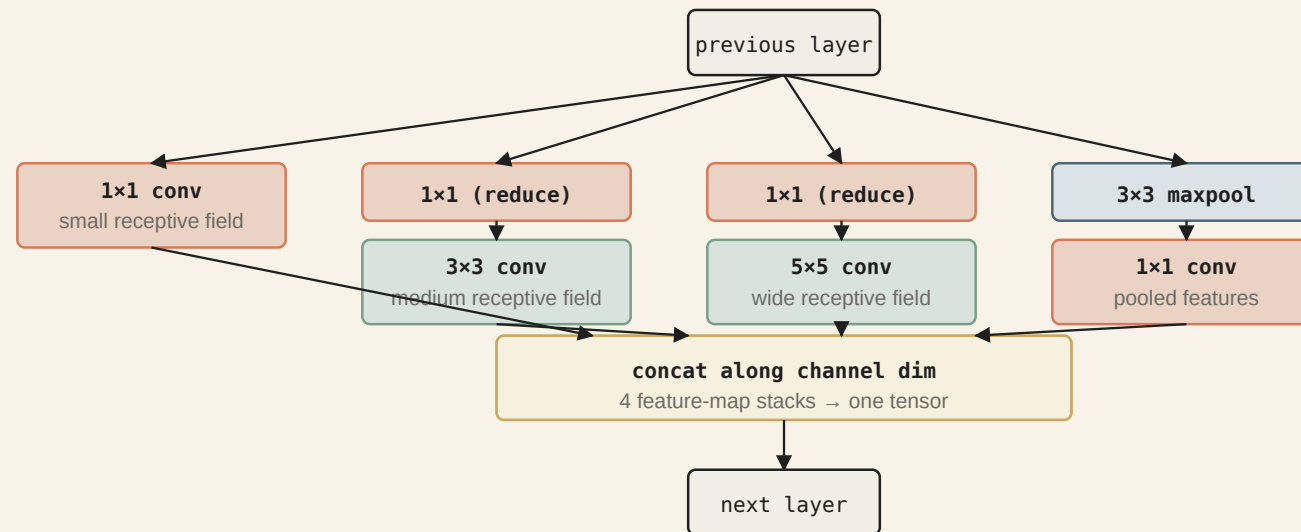 previous layer
1×1 conv
small receptive field
1×1 (reduce)
3×3 conv
medium receptive field
1×1 (reduce)
5×5 conv
wide receptive field
3×3 maxpool
1×1 conv
pooled features
concat along channel dim
4 feature-map stacks → one tensor
next layer